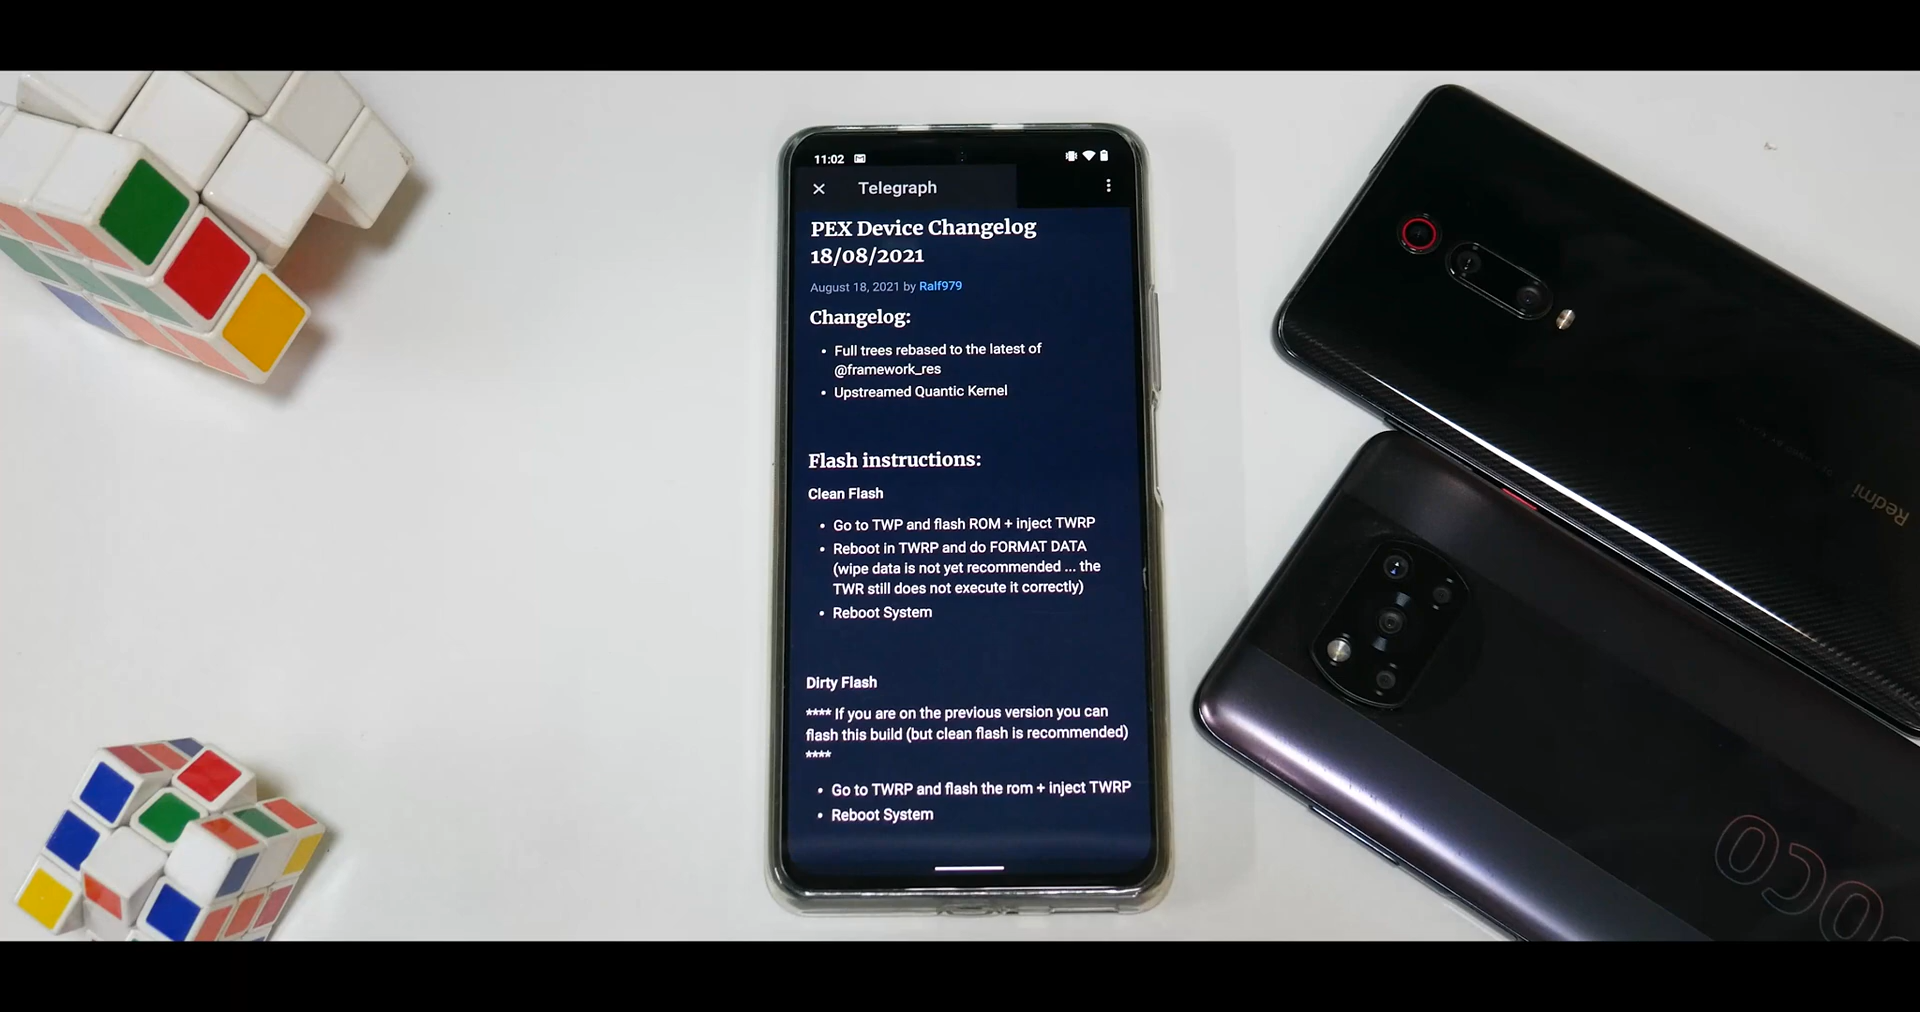 11:02
Telegraph
PEX Device Changelog
18/08/2021
August 18, 2021 by Ralf979
Changelog:
• Full trees rebased to the latest of
@framework_res
• Upstreamed Quantic Kernel
Flash instructions:
Clean Flash
• Go to TWP and flash ROM + inject TWRP
• Reboot in TWRP and do FORMAT DATA
(wipe data is not yet recommended ... the
TWR still does not execute it correctly)
• Reboot System
Dirty Flash
**** If you are on the previous version you can
flash this build (but clean flash is recommended)
****
• Go to TWRP and flash the rom + inject TWRP
• Reboot System
Redmi